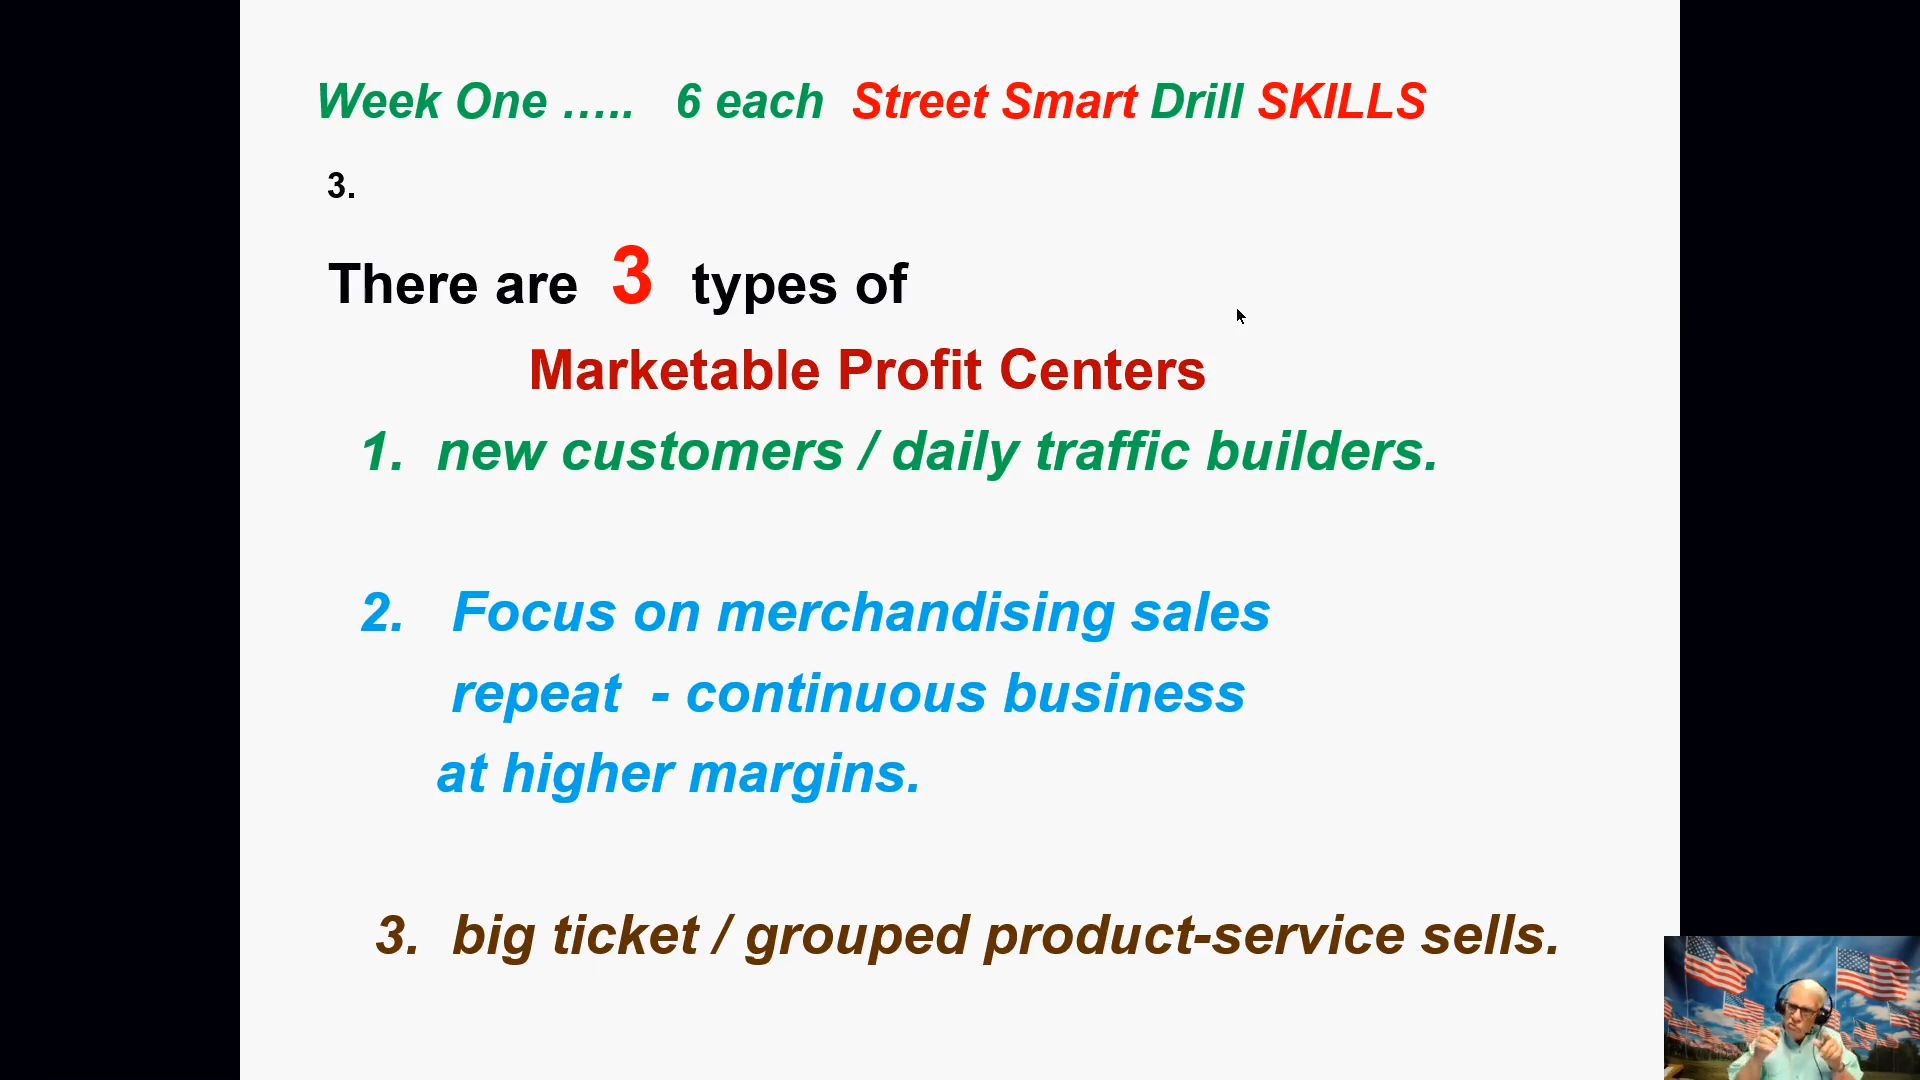 Week One ….. 6 each Street Smart Drill SKILLS
3.
There are 3 types of
Marketable Profit Centers
1. new customers / daily traffic builders.
2. Focus on merchandising sales
repeat - continuous business
at higher margins.
3. big ticket / grouped product-service sells.